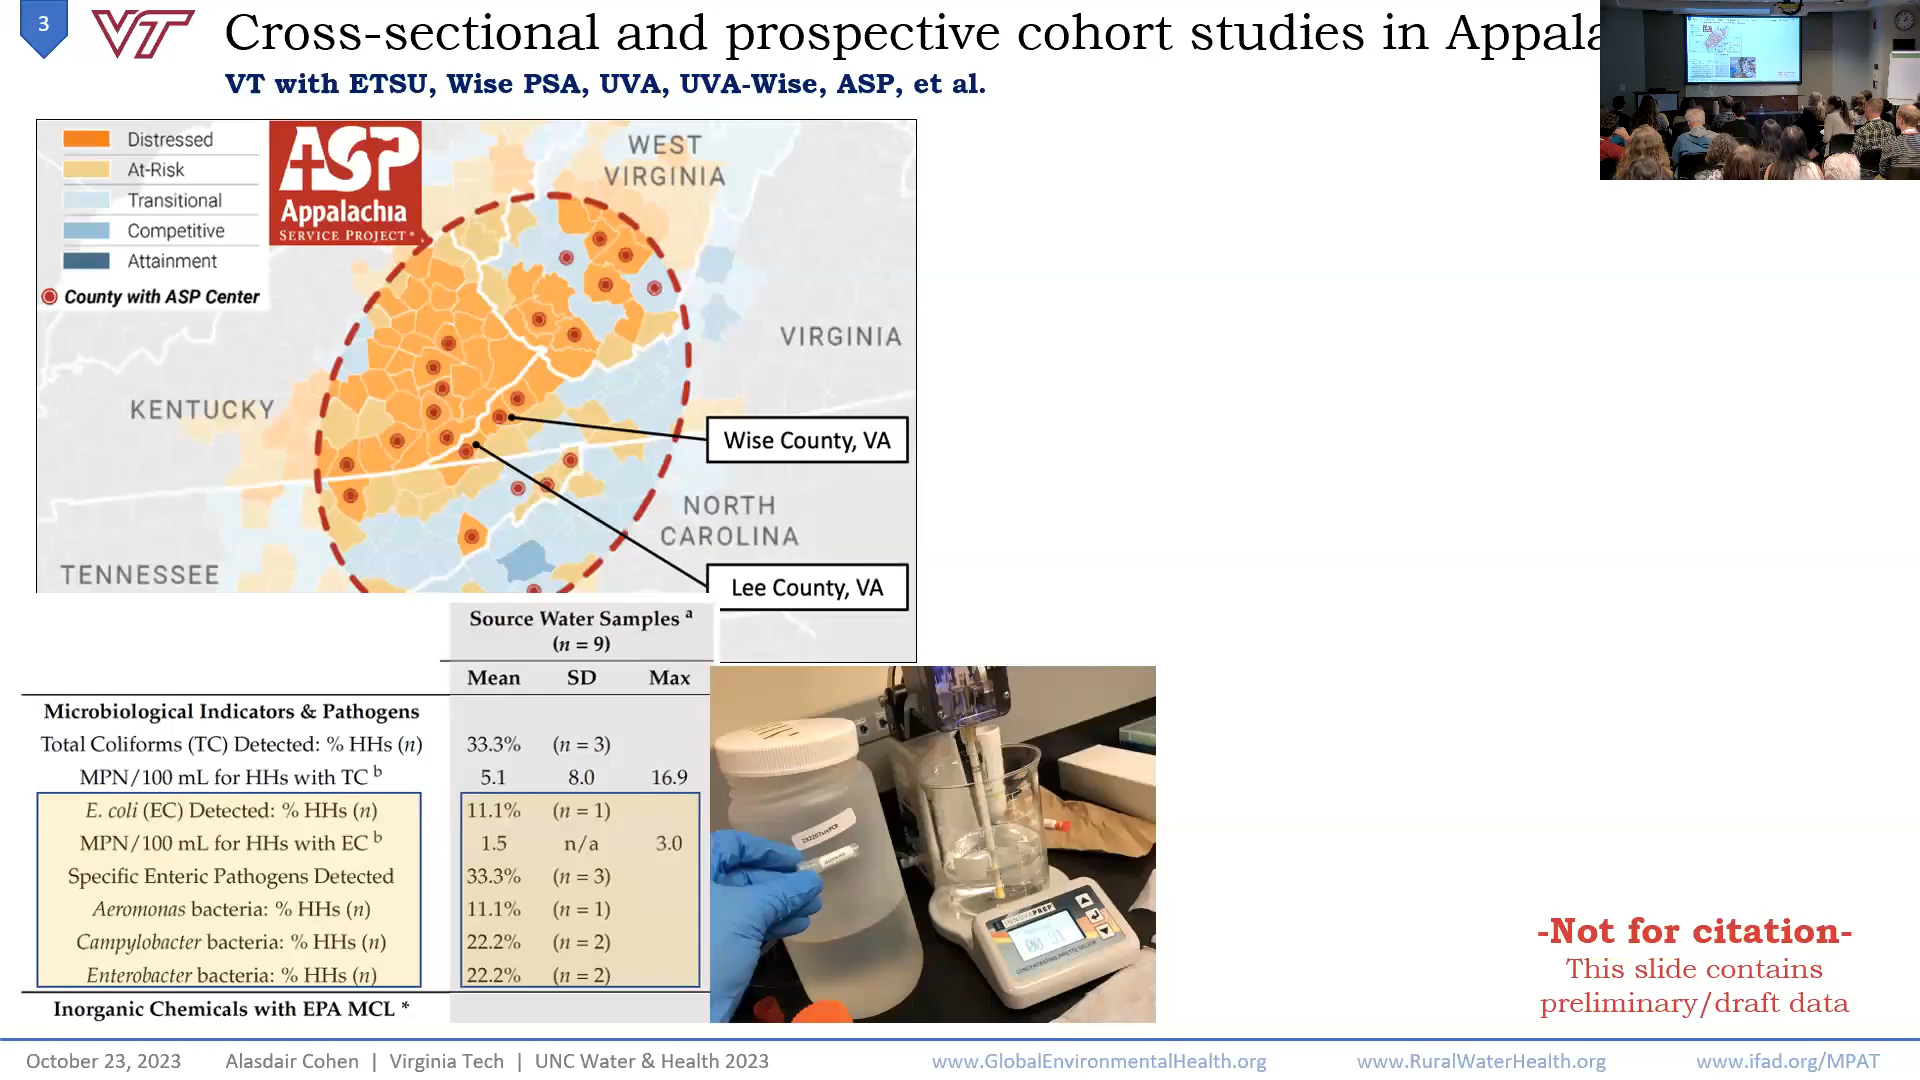 3
VT
Cross-sectional and prospective cohort studies in Appala
VT with ETSU, Wise PSA, UVA, UVA-Wise, ASP, et al.
Distressed
At-Risk
Transitional
Competitive
Attainment
County with ASP Center
ASP
Appalachia
SERVICE PROJECT
WEST
VIRGINIA
VIRGINIA
KENTUCKY
Wise County, VA
NORTH
CAROLINA
TENNESSEE
Lee County, VA
Source Water Samples a
(n = 9)
Mean SD Max
Microbiological Indicators & Pathogens
Total Coliforms (TC) Detected: % HHs (n) 33.3% (n = 3)
MPN/100 mL for HHs with TC b 5.1 8.0 16.9
E. coli (EC) Detected: % HHs (n) 11.1% (n = 1)
MPN/100 mL for HHs with EC b 1.5 n/a 3.0
Specific Enteric Pathogens Detected 33.3% (n = 3)
Aeromonas bacteria: % HHs (n) 11.1% (n = 1)
Campylobacter bacteria: % HHs (n) 22.2% (n = 2)
Enterobacter bacteria: % HHs (n) 22.2% (n = 2)
Inorganic Chemicals with EPA MCL *
INNOVAPREP
-Not for citation-
This slide contains
preliminary/draft data
October 23, 2023 Alasdair Cohen | Virginia Tech | UNC Water & Health 2023 www.GlobalEnvironmentalHealth.org www.RuralWaterHealth.org www.ifad.org/MPAT